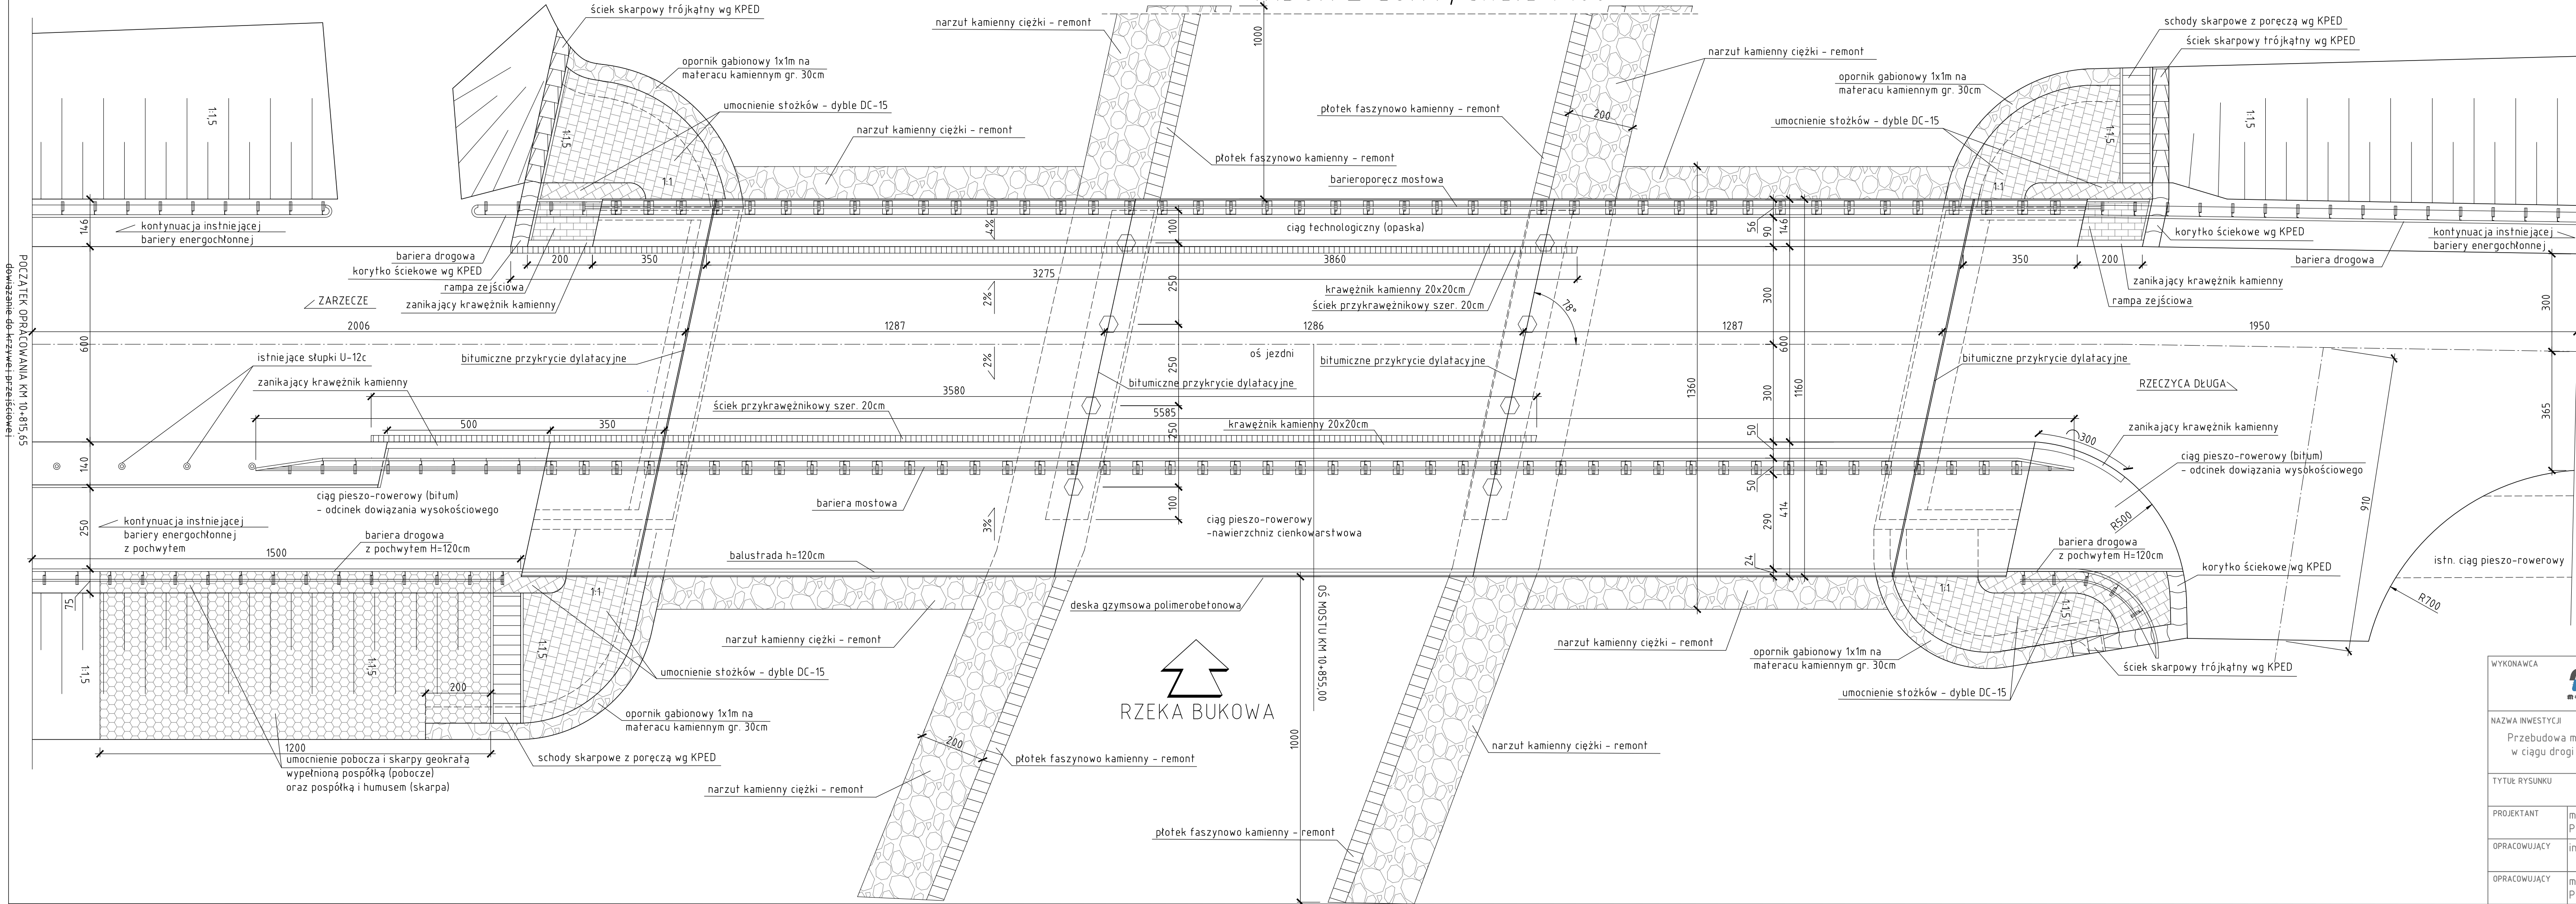 ściek skarpowy trójkątny wg KPED
narzut kamienny ciężki - remont
1000
schody skarpowe z poręczą wg KPED
ściek skarpowy trójkątny wg KPED
narzut kamienny ciężki - remont
opornik gabionowy 1x1m na
materacu kamiennym gr. 30cm
opornik gabionowy 1x1m na
materacu kamiennym gr. 30cm
umocnienie stożków - dyble DC-15
płotek faszynowo kamienny - remont
200
umocnienie stożków - dyble DC-15
1:1,5
1:1,5
1:1,5
1:1,5
narzut kamienny ciężki - remont
płotek faszynowo kamienny - remont
barieroporęcz mostowa
1:1
1:1
146
kontynuacja instniejącej
bariery energochłonnej
4%
100
ciąg technologiczny (opaska)
56
90
146
korytko ściekowe wg KPED
kontynuacja instniejącej
bariery energochłonnej
bariera drogowa
korytko ściekowe wg KPED
200
350
3860
350
200
bariera drogowa
3275
rampa zejściowa
zanikający krawężnik kamienny
ZARZECZE
2%
250
krawężnik kamienny 20x20cm
ściek przykrawężnikowy szer. 20cm
78°
300
zanikający krawężnik kamienny
rampa zejściowa
300
POCZĄTEK OPRACOWANIA KM 10+815,65
dowiązanie do krzywej przejściowej
2006
1287
1286
1287
1950
600
600
istniejące słupki U-12c
bitumiczne przykrycie dylatacyjne
2%
250
oś jezdni
bitumiczne przykrycie dylatacyjne
bitumiczne przykrycie dylatacyjne
zanikający krawężnik kamienny
bitumiczne przykrycie dylatacyjne
RZECZYCA DŁUGA
3580
1360
300
1160
365
ściek przykrawężnikowy szer. 20cm
5585
500
350
250
krawężnik kamienny 20x20cm
50
300
zanikający krawężnik kamienny
140
ciąg pieszo-rowerowy (bitum)
- odcinek dowiązania wysokościowego
50
ciąg pieszo-rowerowy (bitum)
- odcinek dowiązania wysokościowego
bariera mostowa
100
910
250
kontynuacja instniejącej
bariery energochłonnej
z pochwytem
3%
ciąg pieszo-rowerowy
-nawierzchniz cienkowarstwowa
290
414
R500
bariera drogowa
z pochwytem H=120cm
bariera drogowa
z pochwytem H=120cm
1500
balustrada h=120cm
24
istn. ciąg pieszo-rowerowy
korytko ściekowe wg KPED
75
1:1
1:1
R700
deska gzymsowa polimerobetonowa
OŚ MOSTU KM 10+855,00
1:1,5
narzut kamienny ciężki - remont
narzut kamienny ciężki - remont
opornik gabionowy 1x1m na
materacu kamiennym gr. 30cm
1:1,5
1:1,5
1:1,5
umocnienie stożków - dyble DC-15
ściek skarpowy trójkątny wg KPED
WYKONAWCA
200
umocnienie stożków - dyble DC-15
RZEKA BUKOWA
opornik gabionowy 1x1m na
materacu kamiennym gr. 30cm
NAZWA INWESTYCJI
Przebudowa m
w ciągu drogi
1000
200
1200
umocnienie pobocza i skarpy geokratą
wypełnioną pospółką (pobocze)
oraz pospółką i humusem (skarpa)
schody skarpowe z poręczą wg KPED
płotek faszynowo kamienny - remont
narzut kamienny ciężki - remont
narzut kamienny ciężki - remont
TYTUŁ RYSUNKU
PROJEKTANT
płotek faszynowo kamienny - remont
OPRACOWUJĄCY
OPRACOWUJĄCY